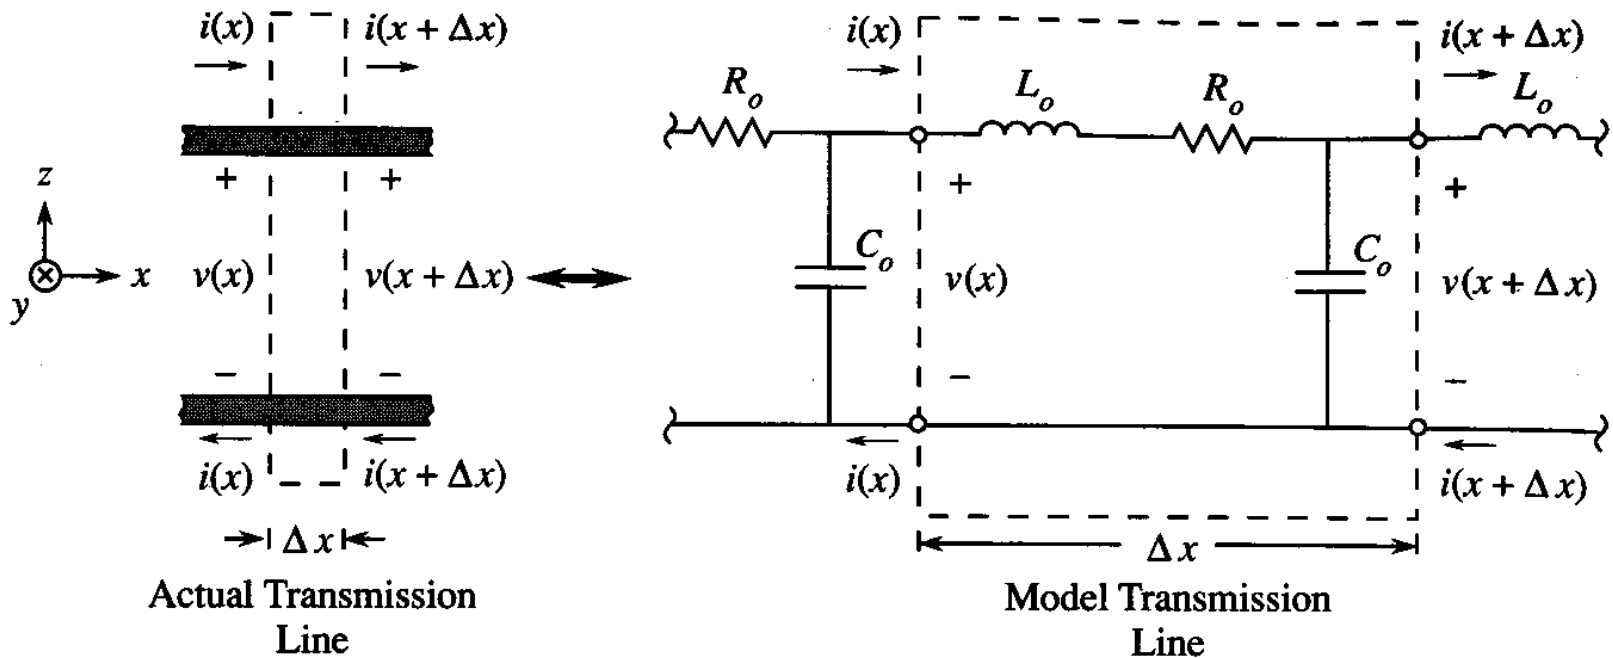 i(x)
i(x + Δx)
+
+
z
x
y
v(x)
v(x + Δx)
−
−
i(x)
i(x + Δx)
Δx
Actual Transmission
Line
i(x)
i(x + Δx)
R_o
L_o
R_o
L_o
+
+
C_o
v(x)
C_o
v(x + Δx)
−
−
i(x)
i(x + Δx)
Δx
Model Transmission
Line